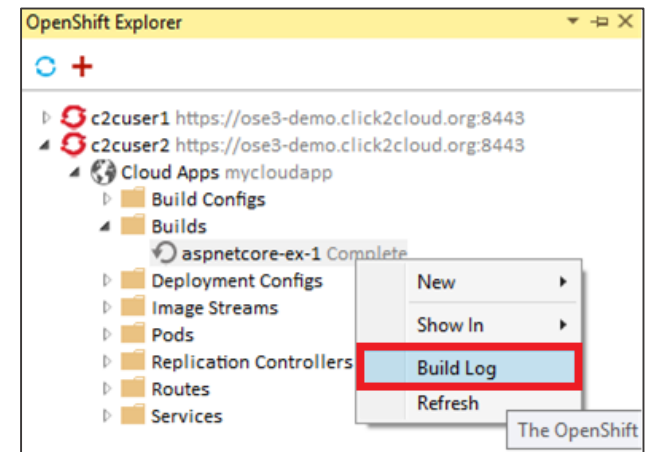 OpenShift Explorer
c2cuser1 https://ose3-demo.click2cloud.org:8443
c2cuser2 https://ose3-demo.click2cloud.org:8443
Cloud Apps mycloudapp
Build Configs
Builds
aspnetcore-ex-1 Complete
Deployment Configs
Image Streams
Pods
Replication Controllers
Routes
Services
New
Show In
Build Log
Refresh
The OpenShift